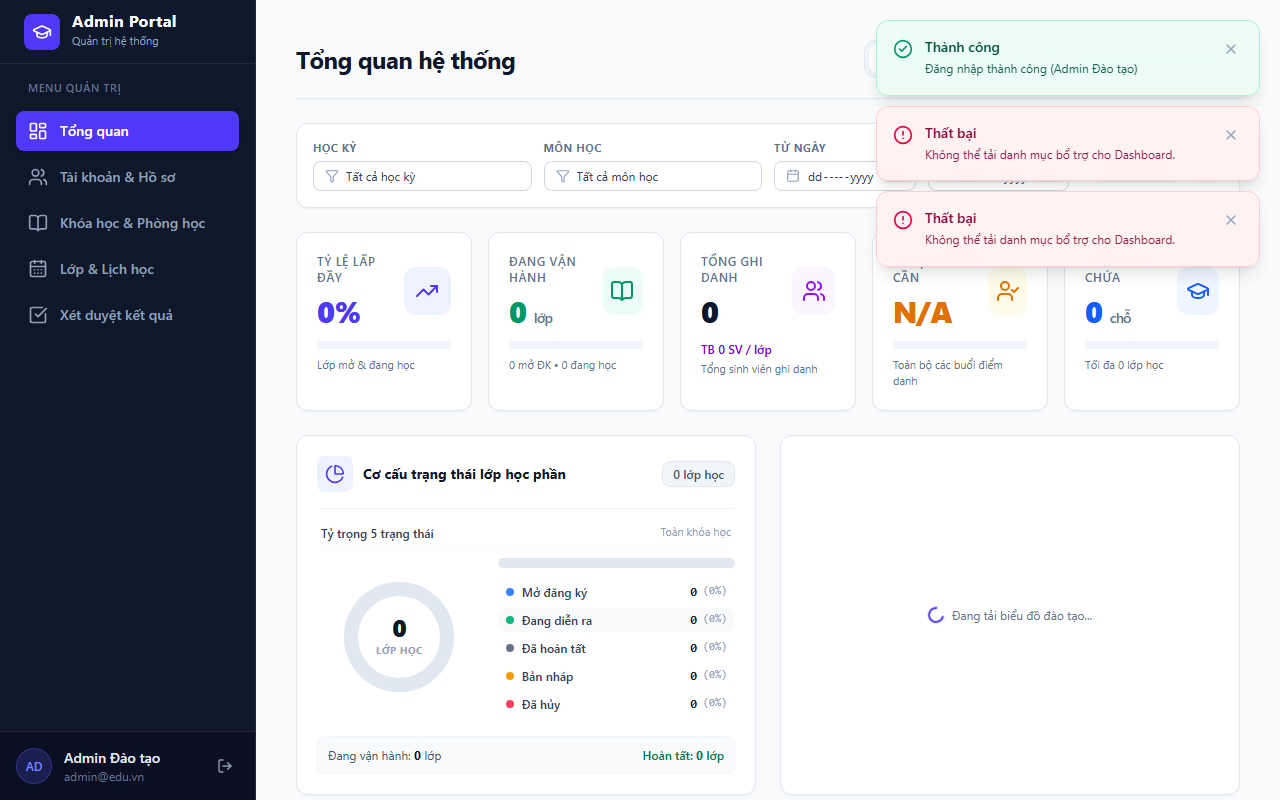 Admin Portal
Quản trị hệ thống
MENU QUẢN TRỊ
Tổng quan
Tài khoản & Hồ sơ
Khóa học & Phòng học
Lớp & Lịch học
Xét duyệt kết quả
AD
Admin Đào tạo
admin@edu.vn
Tổng quan hệ thống
Thành công
Đăng nhập thành công (Admin Đào tạo)
Thất bại
Không thể tải danh mục bổ trợ cho Dashboard.
Thất bại
Không thể tải danh mục bổ trợ cho Dashboard.
HỌC KỲ
Tất cả học kỳ
MÔN HỌC
Tất cả môn học
TỪ NGÀY
dd-----yyyy
TỶ LỆ LẤP
ĐẦY
0%
Lớp mở & đang học
ĐANG VẬN
HÀNH
0 lớp
0 mở ĐK • 0 đang học
TỔNG GHI
DANH
0
TB 0 SV / lớp
Tổng sinh viên ghi danh
CẦN
N/A
Toàn bộ các buổi điểm
danh
CHỨA
0 chỗ
Tối đa 0 lớp học
Cơ cấu trạng thái lớp học phần
0 lớp học
Tỷ trọng 5 trạng thái
Toàn khóa học
0
LỚP HỌC
Mở đăng ký 0 (0%)
Đang diễn ra 0 (0%)
Đã hoàn tất 0 (0%)
Bản nháp 0 (0%)
Đã hủy 0 (0%)
Đang vận hành: 0 lớp
Hoàn tất: 0 lớp
Đang tải biểu đồ đào tạo...